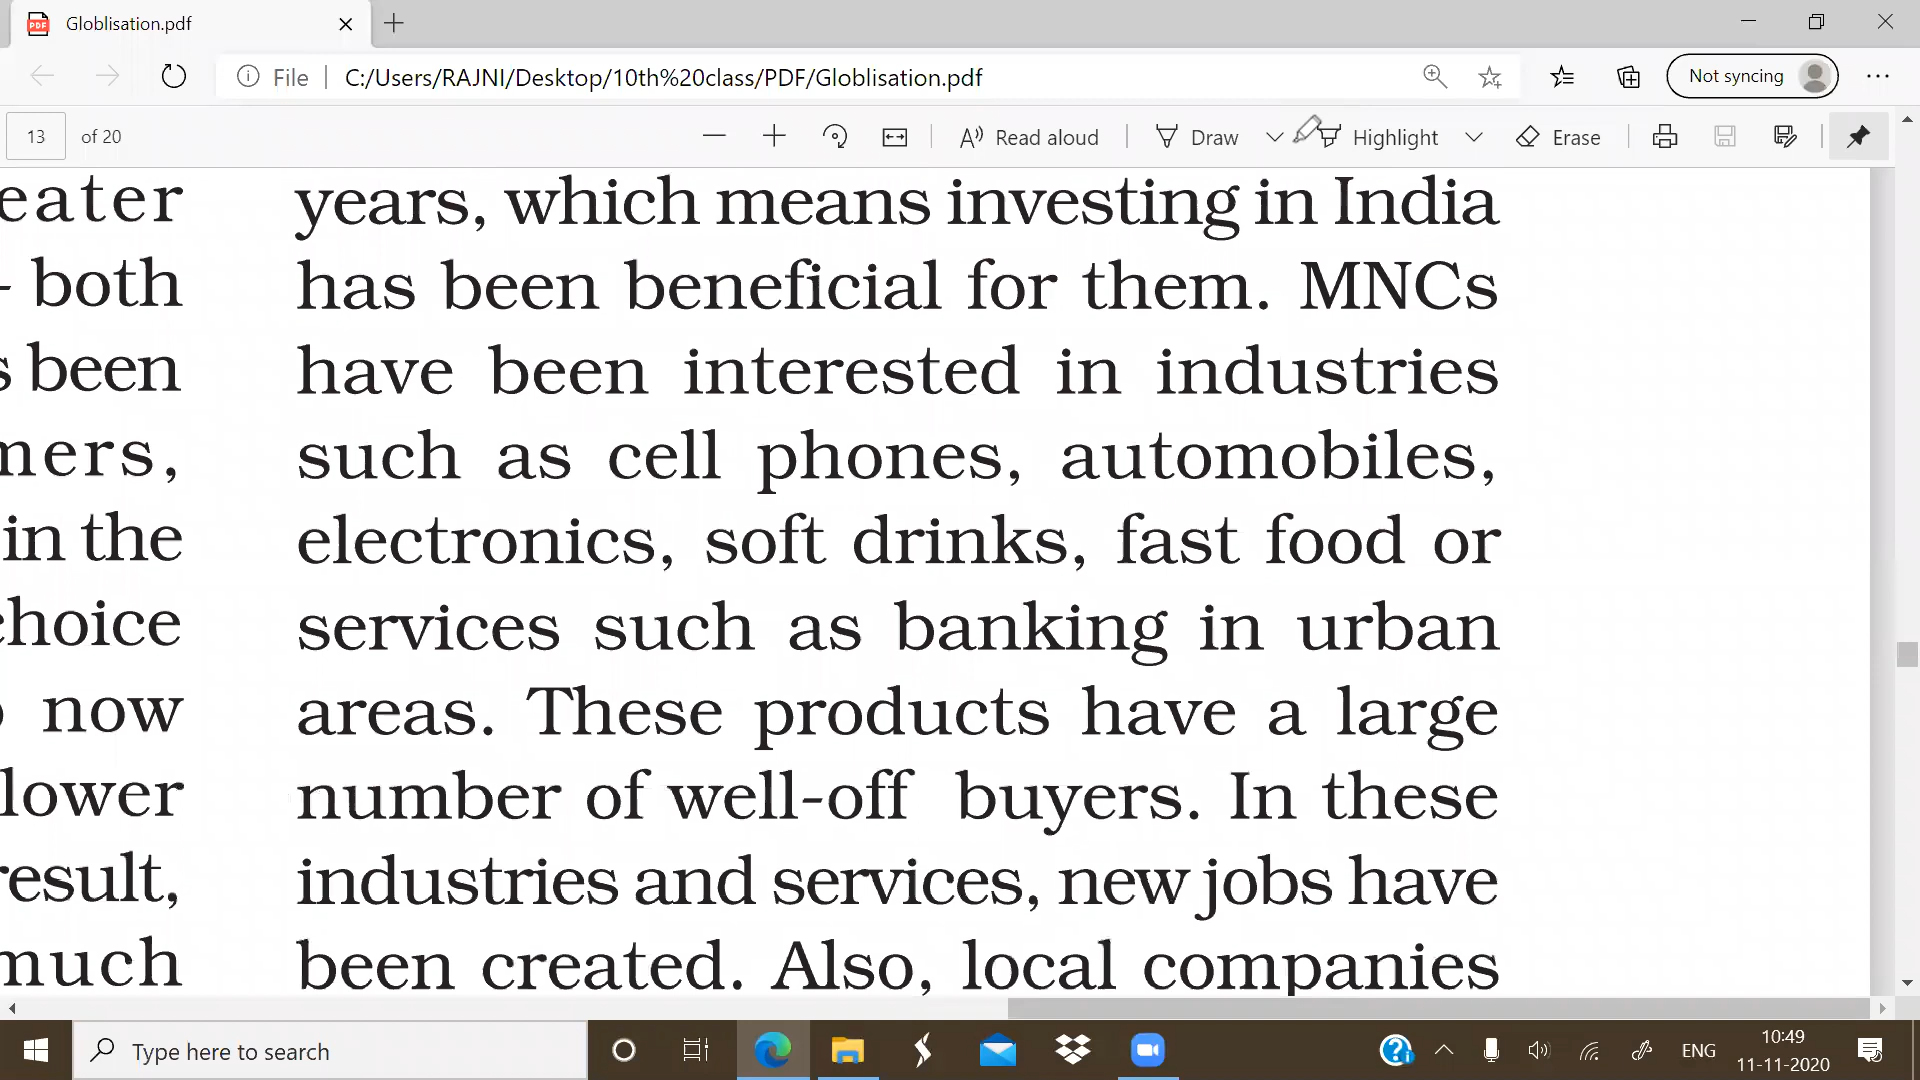 Globlisation.pdf
File C:/Users/RAJNI/Desktop/10th%20class/PDF/Globlisation.pdf
Not syncing
13 of 20
Read aloud
Draw
Highlight
Erase
eater
- both
s been
mers,
in the
choice
now
lower
result,
much
years, which means investing in India
has been beneficial for them. MNCs
have been interested in industries
such as cell phones, automobiles,
electronics, soft drinks, fast food or
services such as banking in urban
areas. These products have a large
number of well-off buyers. In these
industries and services, new jobs have
been created. Also, local companies
Type here to search
ENG
10:49
11-11-2020